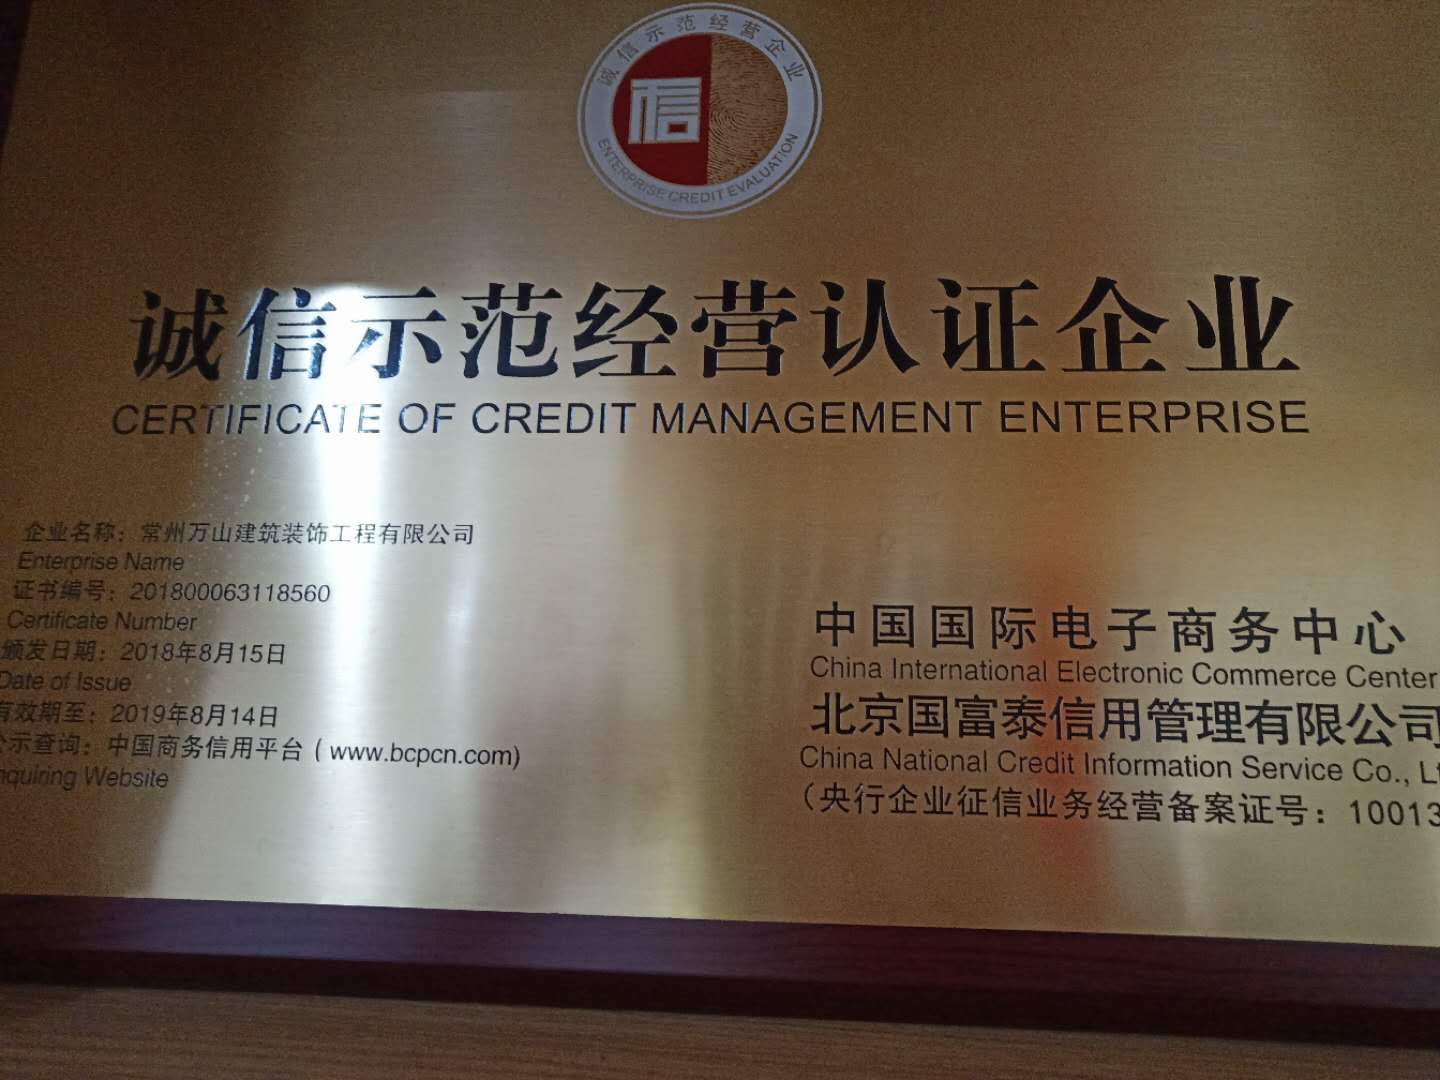 诚信示范经营企业
信
ENTERPRISE CREDIT EVALUATION
诚信示范经营认证企业
CERTIFICATE OF CREDIT MANAGEMENT ENTERPRISE
企业名称：常州万山建筑装饰工程有限公司
Enterprise Name
证书编号：201800063118560
Certificate Number
颁发日期：2018年8月15日
Date of Issue
有效期至：2019年8月14日
公示查询：中国商务信用平台（www.bcpcn.com)
nquiring Website
中国国际电子商务中心
China International Electronic Commerce Center
北京国富泰信用管理有限公司
China National Credit Information Service Co., Lt
（央行企业征信业务经营备案证号：10013